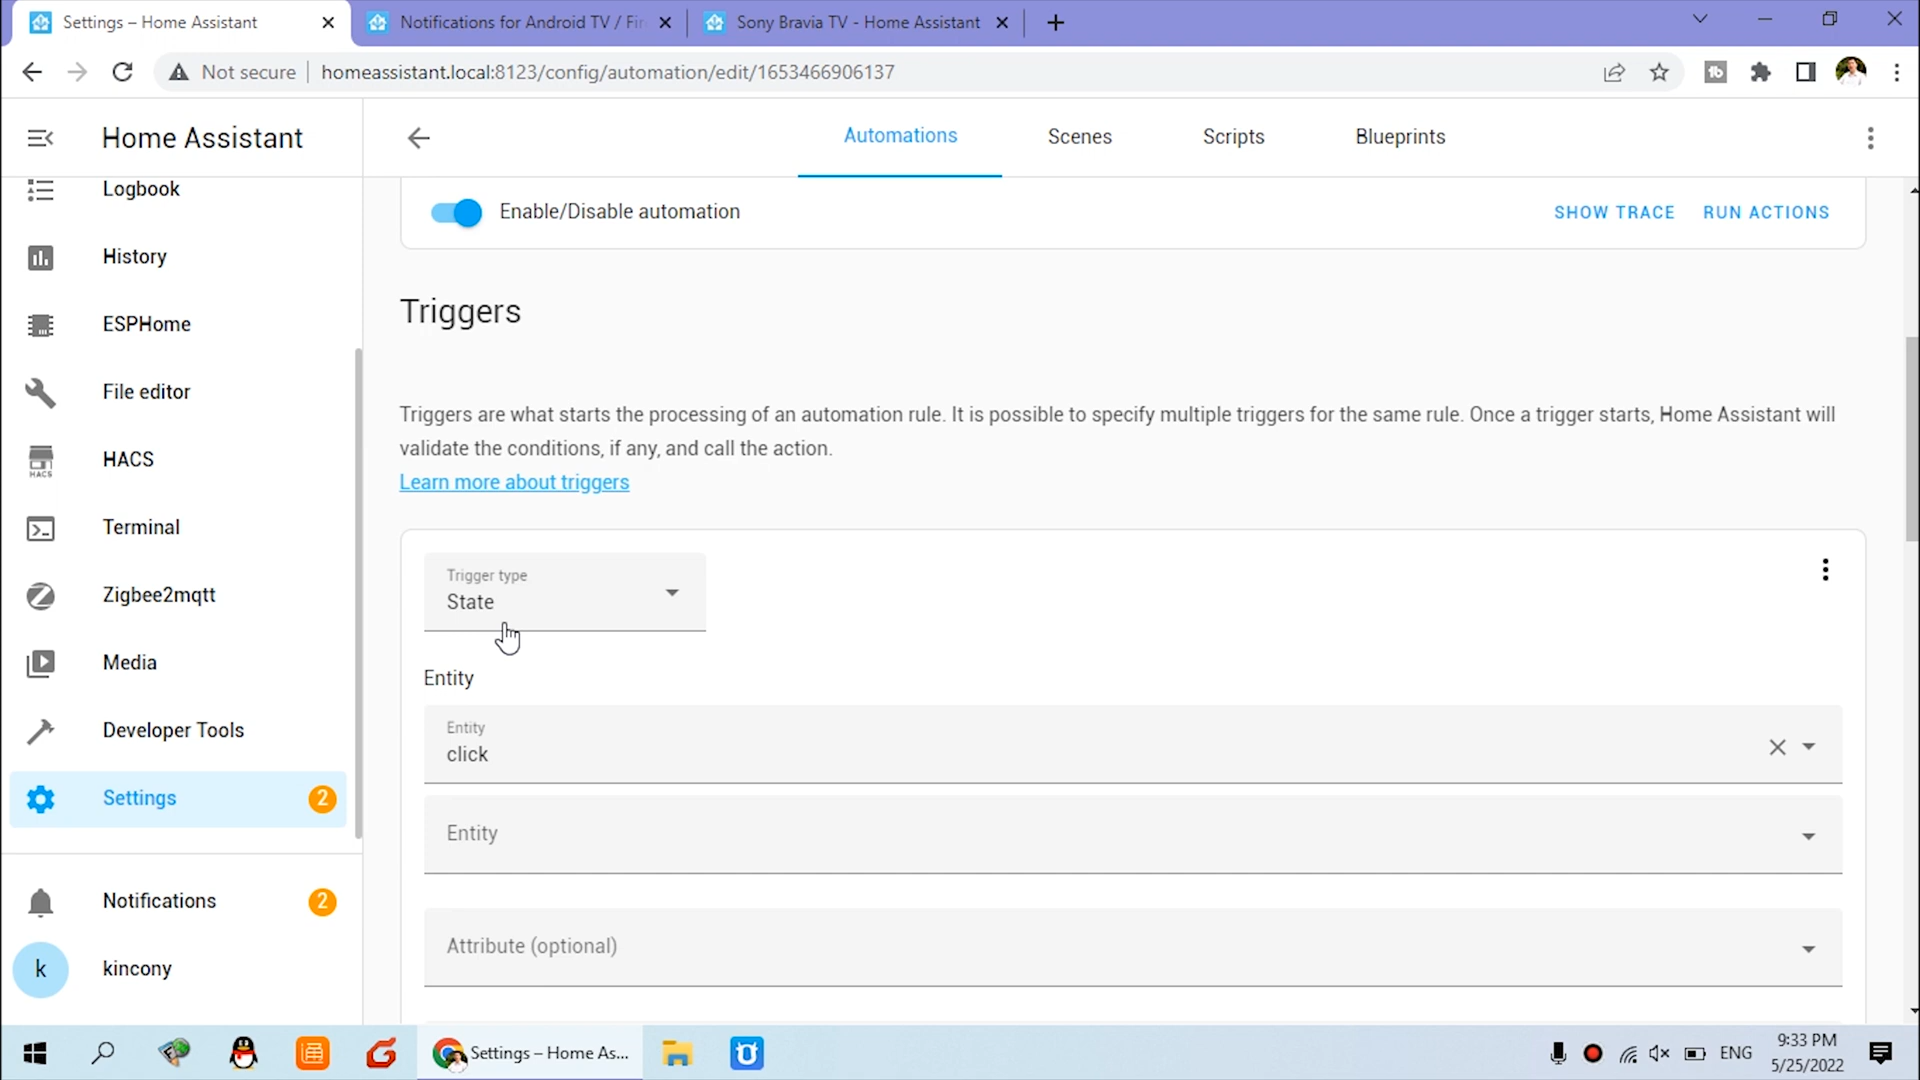 Settings – Home Assistant
Notifications for Android TV / Fir
Sony Bravia TV - Home Assistant
Not secure
homeassistant.local:8123/config/automation/edit/1653466906137
Home Assistant
Automations
Scenes
Scripts
Blueprints
Logbook
History
ESPHome
File editor
HACS
HACS
Terminal
Zigbee2mqtt
Media
Developer Tools
Settings
2
Notifications
2
k
kincony
Enable/Disable automation
SHOW TRACE
RUN ACTIONS
Triggers
Triggers are what starts the processing of an automation rule. It is possible to specify multiple triggers for the same rule. Once a trigger starts, Home Assistant will
validate the conditions, if any, and call the action.
Learn more about triggers
Trigger type
State
Entity
Entity
click
Entity
Attribute (optional)
Settings – Home As...
ENG
9:33 PM
5/25/2022